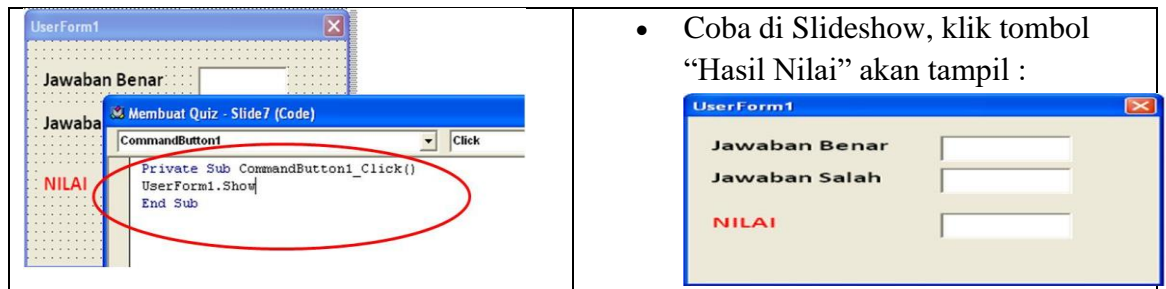 UserForm1
Jawaban Benar
Jawaba
NILAI
Membuat Quiz - Slide7 (Code)
CommandButton1 Click
Private Sub CommandButton1_Click()
UserForm1.Show
End Sub
• Coba di Slideshow, klik tombol
“Hasil Nilai” akan tampil :
UserForm1
Jawaban Benar
Jawaban Salah
NILAI